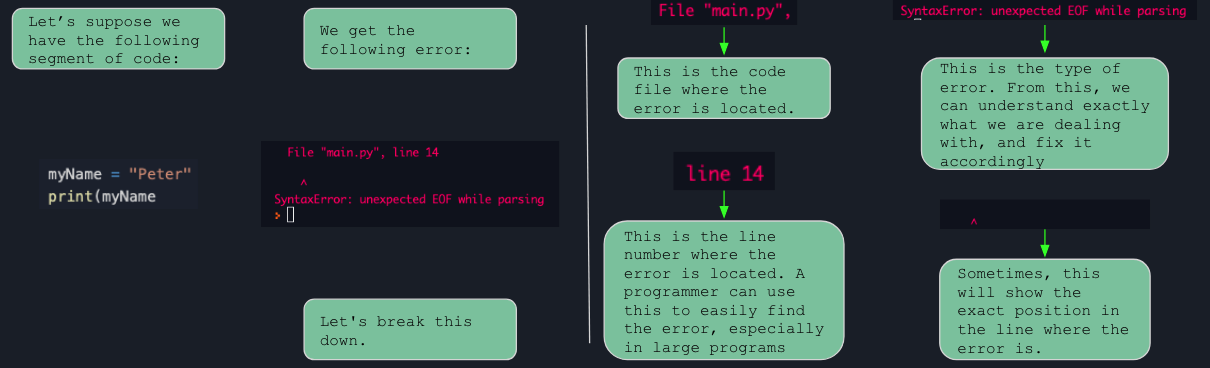 Let's suppose we
have the following
segment of code:
myName = "Peter"
print(myName
We get the
following error:
File "main.py", line 14
^
SyntaxError: unexpected EOF while parsing
>
Let's break this
down.
File "main.py",
This is the code
file where the
error is located.
line 14
This is the line
number where the
error is located. A
programmer can use
this to easily find
the error, especially
in large programs
SyntaxError: unexpected EOF while parsing
This is the type of
error. From this, we
can understand exactly
what we are dealing
with, and fix it
accordingly
^
Sometimes, this
will show the
exact position in
the line where the
error is.